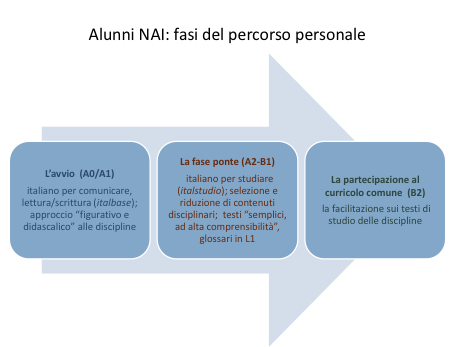 Alunni NAI: fasi del percorso personale
L'avvio  (A0/A1)
italiano per comunicare,
lettura/scrittura (italbase);
approccio "figurativo e
didascalico" alle discipline
La fase ponte (A2-B1)
italiano per studiare
(italstudio); selezione e
riduzione di contenuti
disciplinari;  testi "semplici,
ad alta comprensibilità",
glossari in L1
La partecipazione al
curricolo comune  (B2)
la facilitazione sui testi di
studio delle discipline